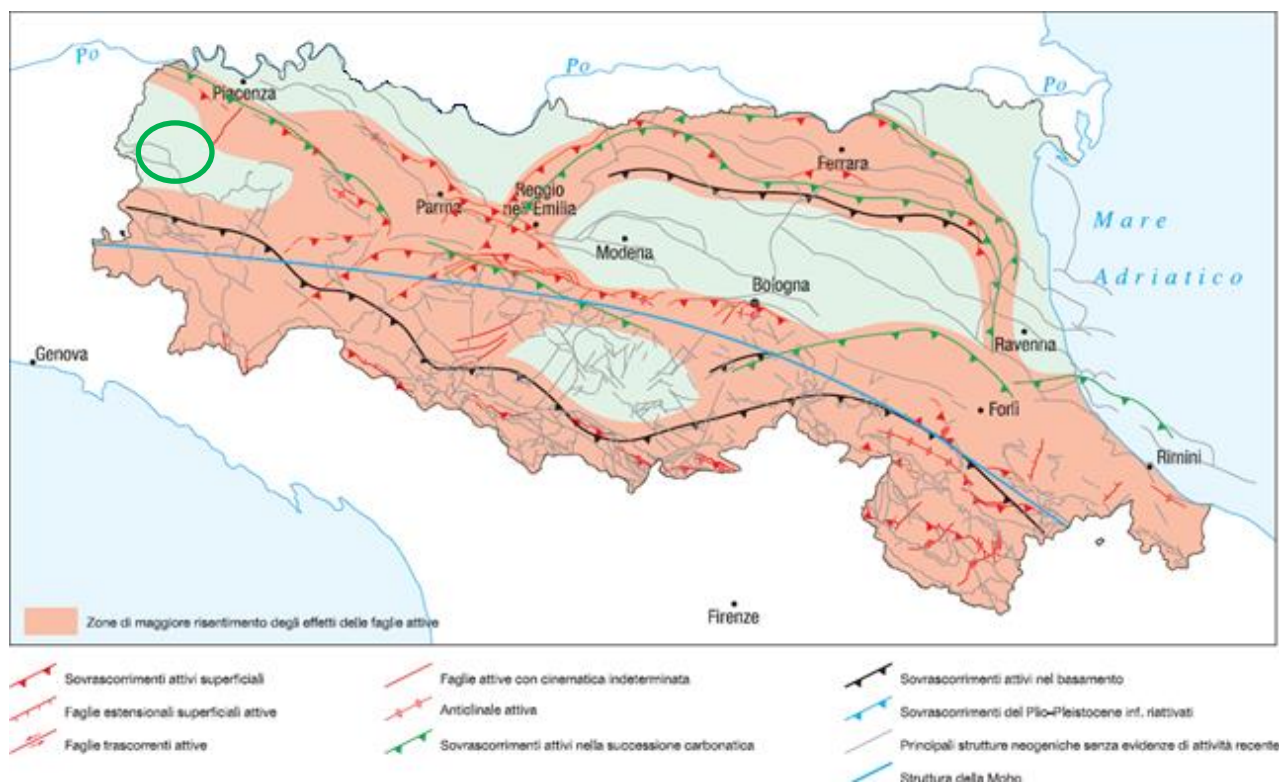 Po
Po
Po
Piacenza
Ferrara
Parma
Reggio
nell'Emilia
Modena
Mare
Adriatico
Bologna
Ravenna
Genova
Forlì
Rimini
Firenze
Zone di maggiore risentimento degli effetti delle faglie attive
Sovrascorrimenti attivi superficiali
Faglie estensionali superficiali attive
Faglie trascorrenti attive
Faglie attive con cinematica indeterminata
Anticlinale attiva
Sovrascorrimenti attivi nella successione carbonatica
Sovrascorrimenti attivi nel basamento
Sovrascorrimenti del Plio-Pleistocene inf. riattivati
Principali strutture neogeniche senza evidenze di attività recente
Struttura della Moho